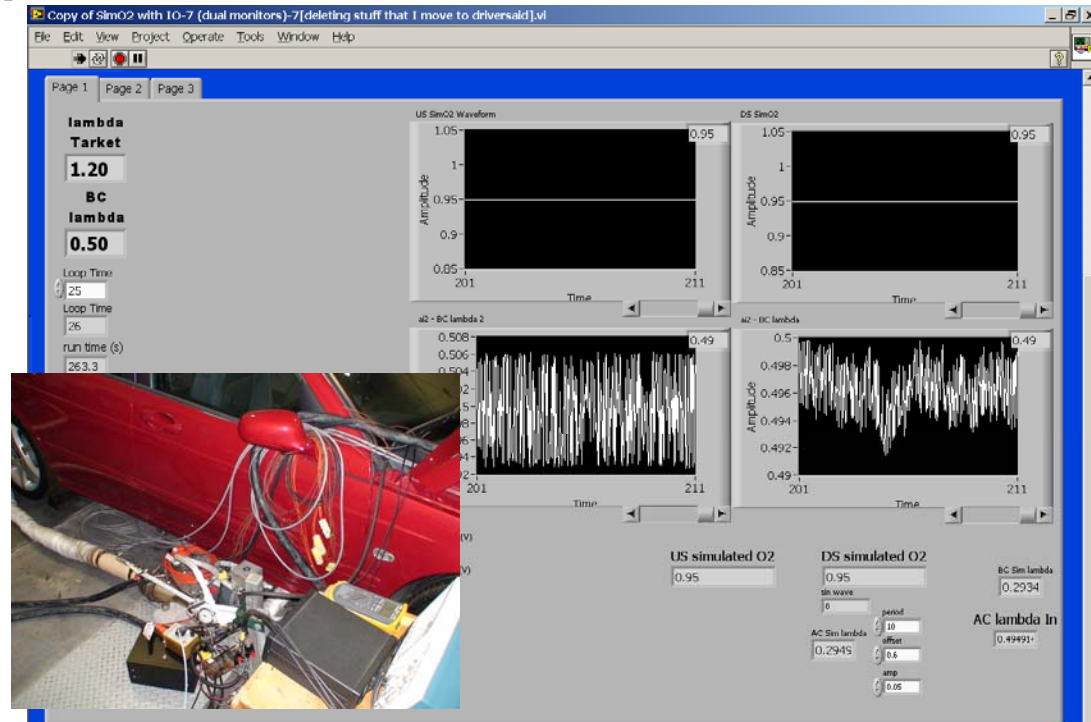 Copy of SimO2 with IO-7 (dual monitors)-7[deleting stuff that I move to driversaid].vi
File Edit View Project Operate Tools Window Help
Page 1 Page 2 Page 3
lambda
Tarket
1.20
BC
lambda
0.50
Loop Time
25
Loop Time
26
run time (s)
263.3
US SimO2 Waveform
0.95
1.05
1
0.95
0.9
0.85
Amplitude
201 211
Time
DS SimO2
0.95
1.05
1
0.95
0.9
0.85
Amplitude
201 211
Time
ai2 - BC lambda 2
0.49
0.508
0.506
0.504
201 211
Time
ai2 - BC lambda
0.49
0.5
0.498
0.496
0.494
0.492
0.49
Amplitude
201 211
Time
(V)
(V)
US simulated O2
0.95
DS simulated O2
0.95
sin wave
0
period
10
AC Sim lambda
0.2949
offset
0.6
amp
0.05
BC Sim lambda
0.2934
AC lambda In
0.49491